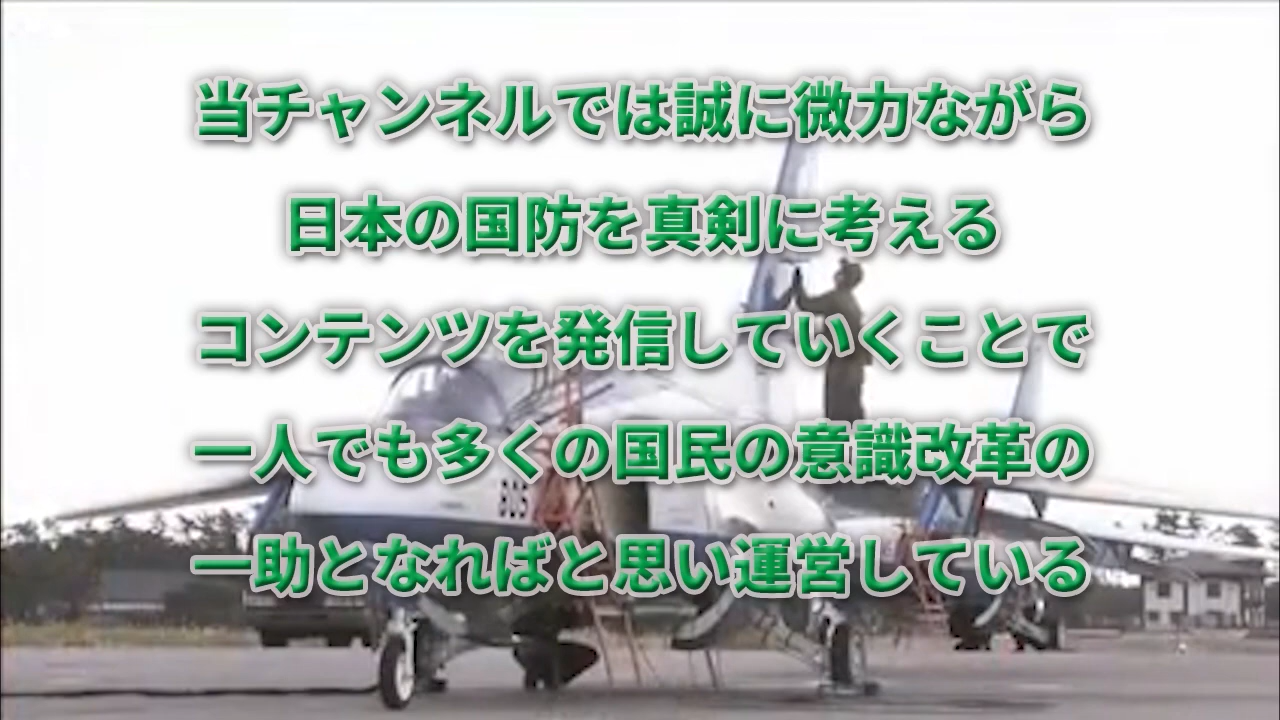 当チャンネルでは誠に微力ながら
日本の国防を真剣に考える
コンテンツを発信していくことで
一人でも多くの国民の意識改革の
805
一助となればと思い運営している